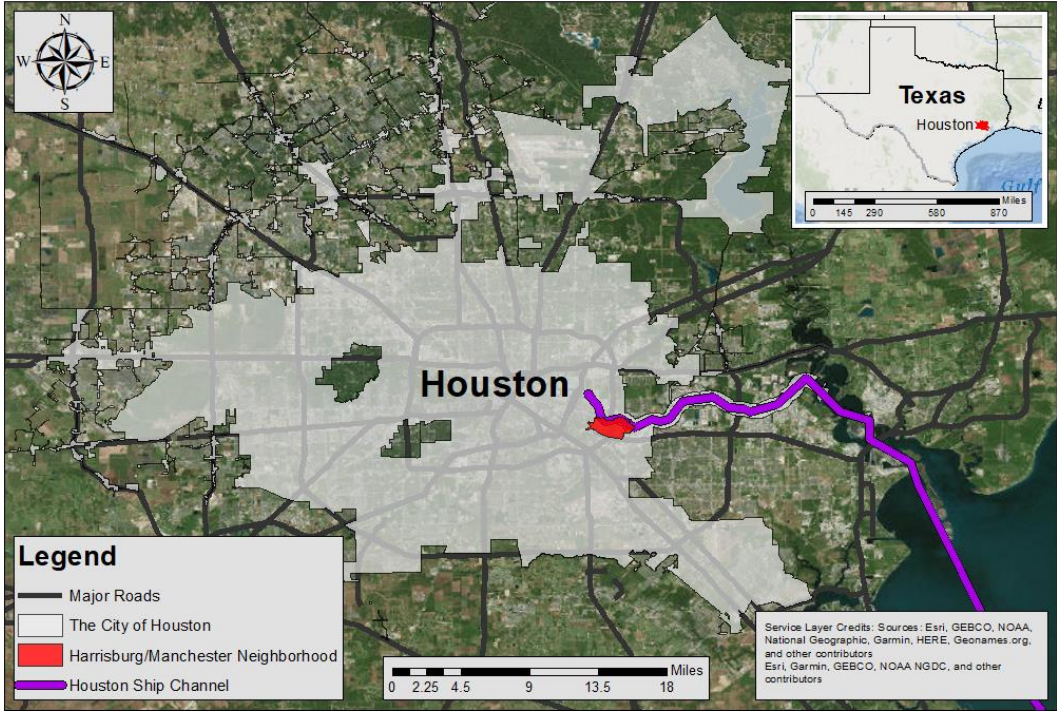 N
W E
S
Texas
Houston
Gulf
Miles
0 145 290 580 870
Houston
Legend
Major Roads
The City of Houston
Harrisburg/Manchester Neighborhood
Houston Ship Channel
Miles
0 2.25 4.5 9 13.5 18
Service Layer Credits: Sources: Esri, GEBCO, NOAA,
National Geographic, Garmin, HERE, Geonames.org,
and other contributors
Esri, Garmin, GEBCO, NOAA NGDC, and other
contributors